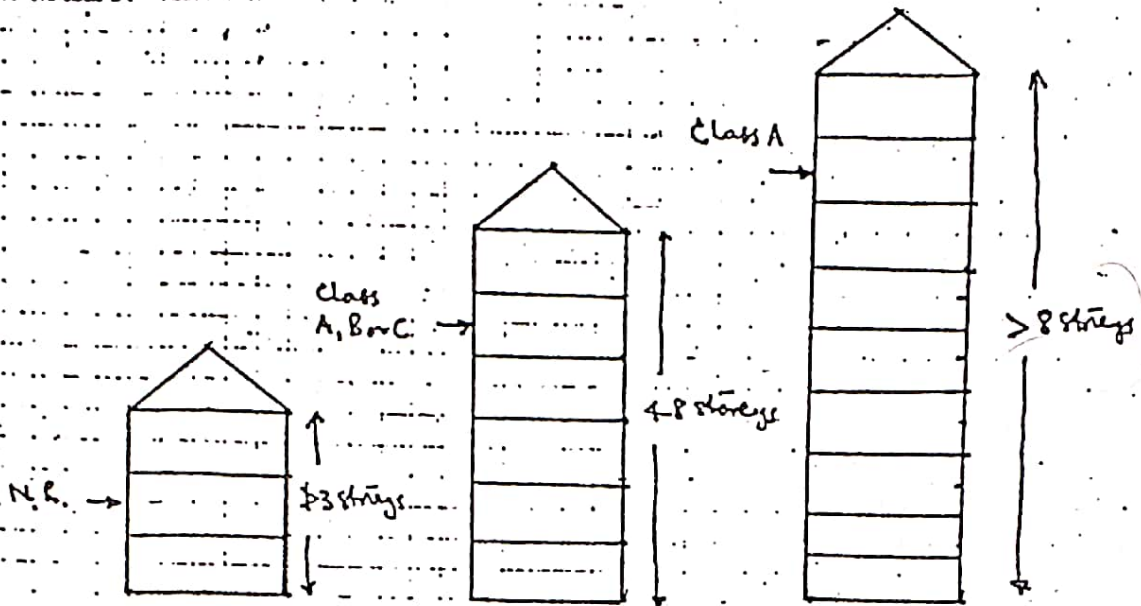 Class A
> 8 Storeys
Class
A, B or C
4-8 Storeys
N.R.
≯3 Storeys